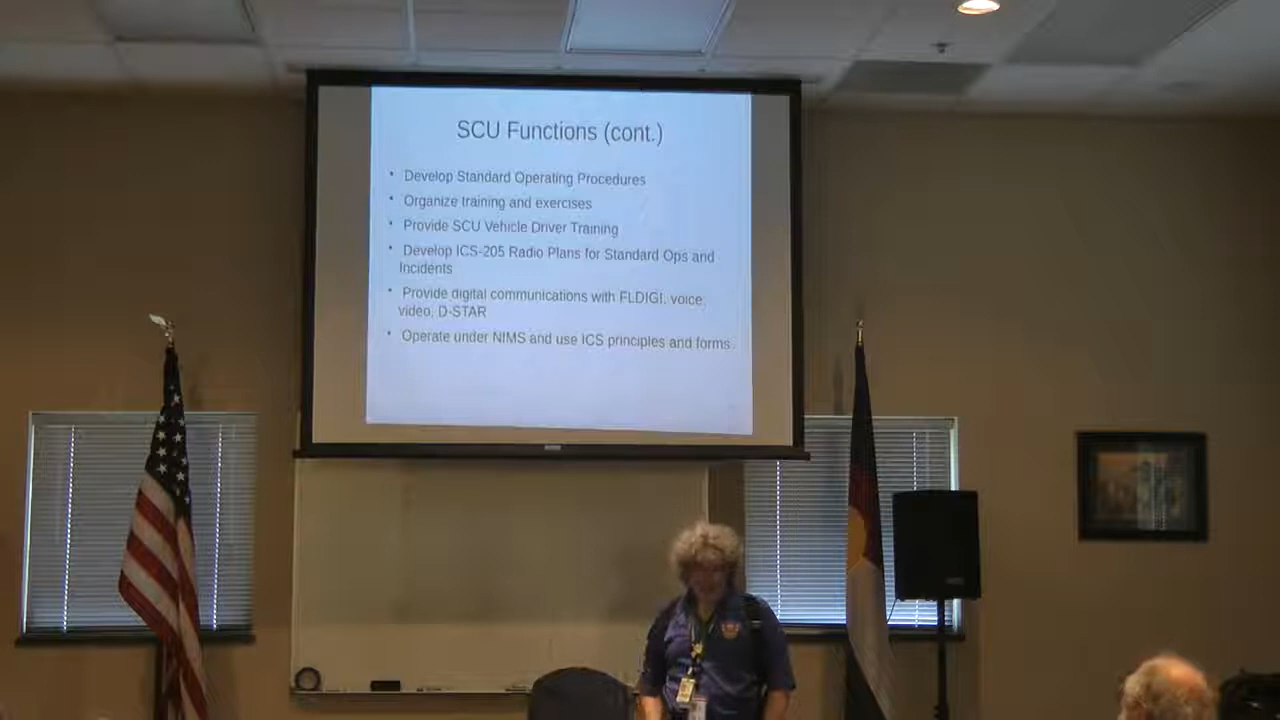 SCU Functions (cont.)
• Develop Standard Operating Procedures
• Organize training and exercises
• Provide SCU Vehicle Driver Training
• Develop ICS-205 Radio Plans for Standard Ops and
Incidents
• Provide digital communications with FLDIGI, voice,
video, D-STAR
• Operate under NIMS and use ICS principles and forms.